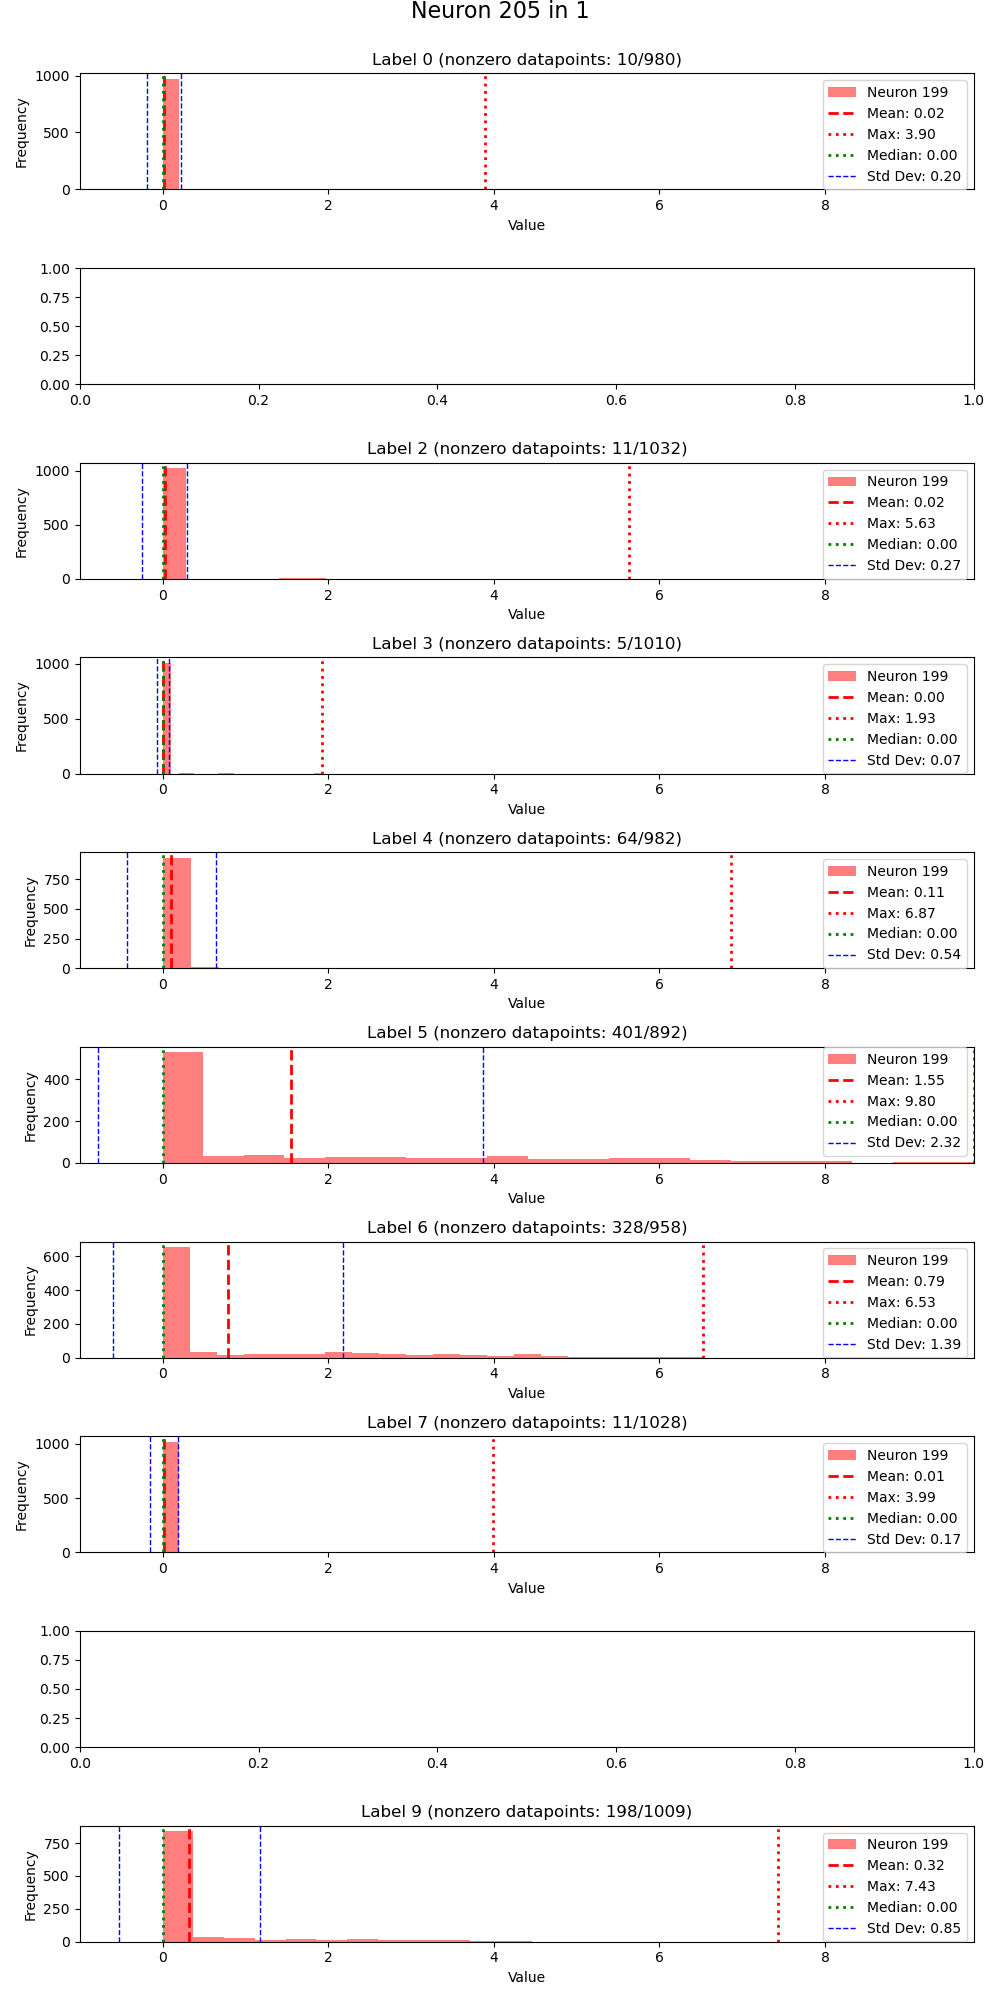 Neuron 205 in 1
Label 0 (nonzero datapoints: 10/980)
Frequency
1000
500
0
Neuron 199
Mean: 0.02
Max: 3.90
Median: 0.00
Std Dev: 0.20
0 2 4 6 8
Value
1.00
0.75
0.50
0.25
0.00
0.0 0.2 0.4 0.6 0.8 1.0
Label 2 (nonzero datapoints: 11/1032)
Frequency
1000
500
0
Neuron 199
Mean: 0.02
Max: 5.63
Median: 0.00
Std Dev: 0.27
0 2 4 6 8
Value
Label 3 (nonzero datapoints: 5/1010)
Frequency
1000
500
0
Neuron 199
Mean: 0.00
Max: 1.93
Median: 0.00
Std Dev: 0.07
0 2 4 6 8
Value
Label 4 (nonzero datapoints: 64/982)
Frequency
750
500
250
0
Neuron 199
Mean: 0.11
Max: 6.87
Median: 0.00
Std Dev: 0.54
0 2 4 6 8
Value
Label 5 (nonzero datapoints: 401/892)
Frequency
400
200
0
Neuron 199
Mean: 1.55
Max: 9.80
Median: 0.00
Std Dev: 2.32
0 2 4 6 8
Value
Label 6 (nonzero datapoints: 328/958)
Frequency
600
400
200
0
Neuron 199
Mean: 0.79
Max: 6.53
Median: 0.00
Std Dev: 1.39
0 2 4 6 8
Value
Label 7 (nonzero datapoints: 11/1028)
Frequency
1000
500
0
Neuron 199
Mean: 0.01
Max: 3.99
Median: 0.00
Std Dev: 0.17
0 2 4 6 8
Value
1.00
0.75
0.50
0.25
0.00
0.0 0.2 0.4 0.6 0.8 1.0
Label 9 (nonzero datapoints: 198/1009)
Frequency
750
500
250
0
Neuron 199
Mean: 0.32
Max: 7.43
Median: 0.00
Std Dev: 0.85
0 2 4 6 8
Value